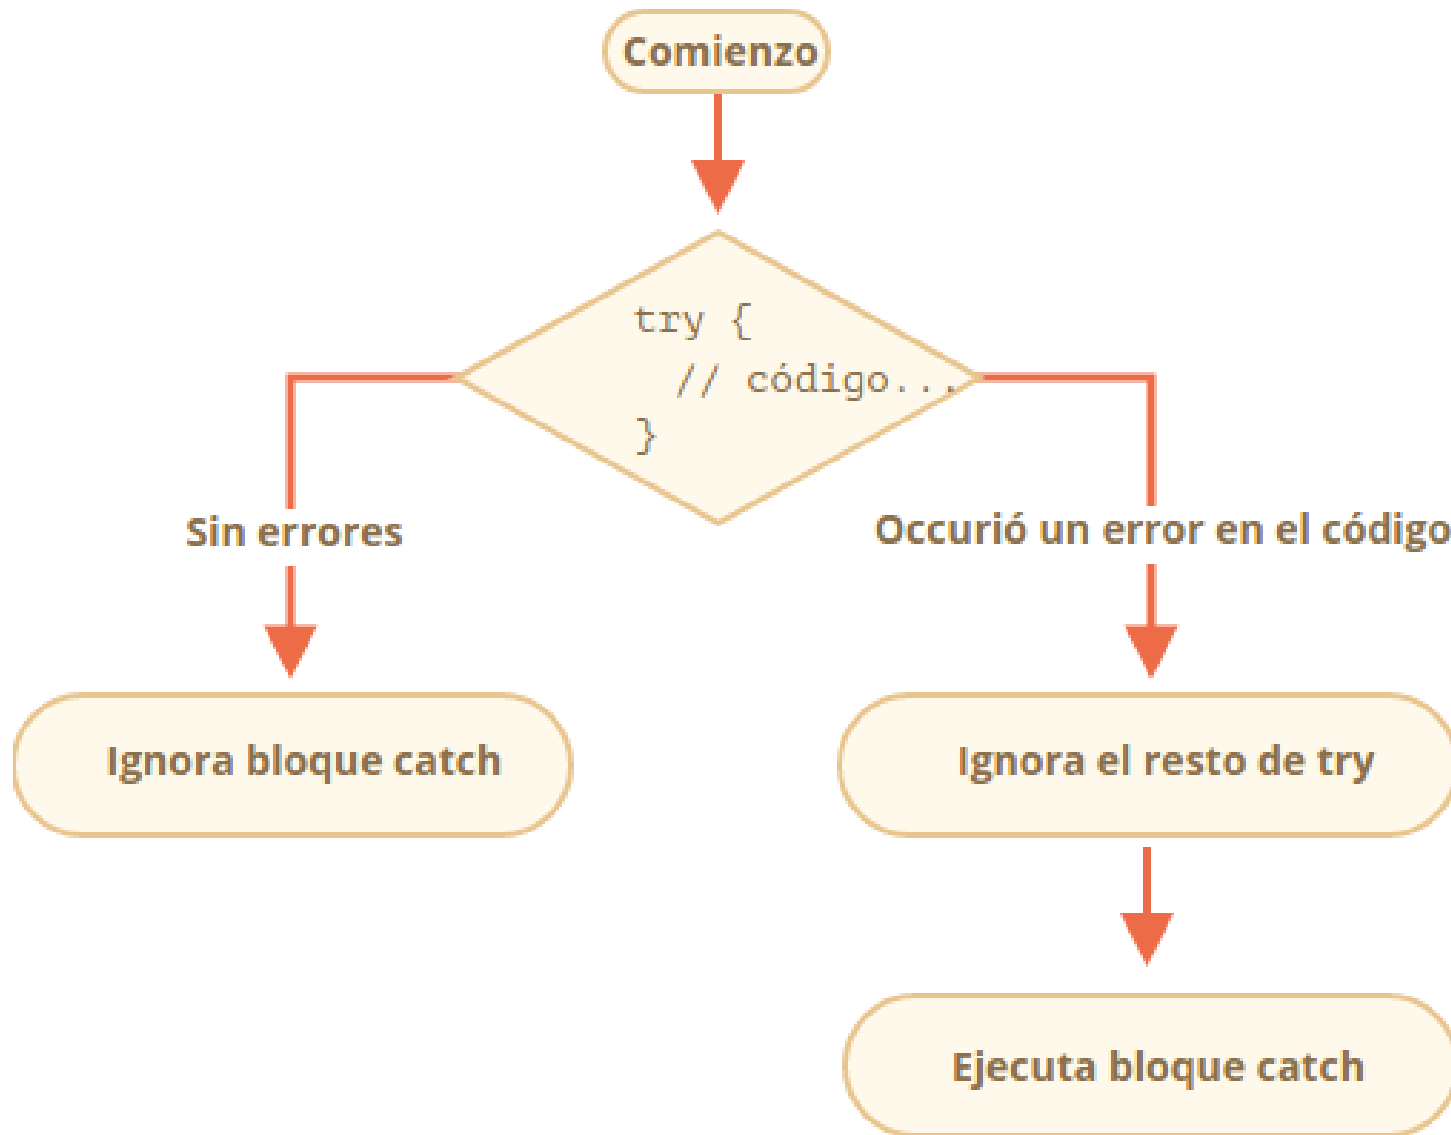 Comienzo
try {
  // código...
}
Sin errores
Occurió un error en el código
Ignora bloque catch
Ignora el resto de try
Ejecuta bloque catch